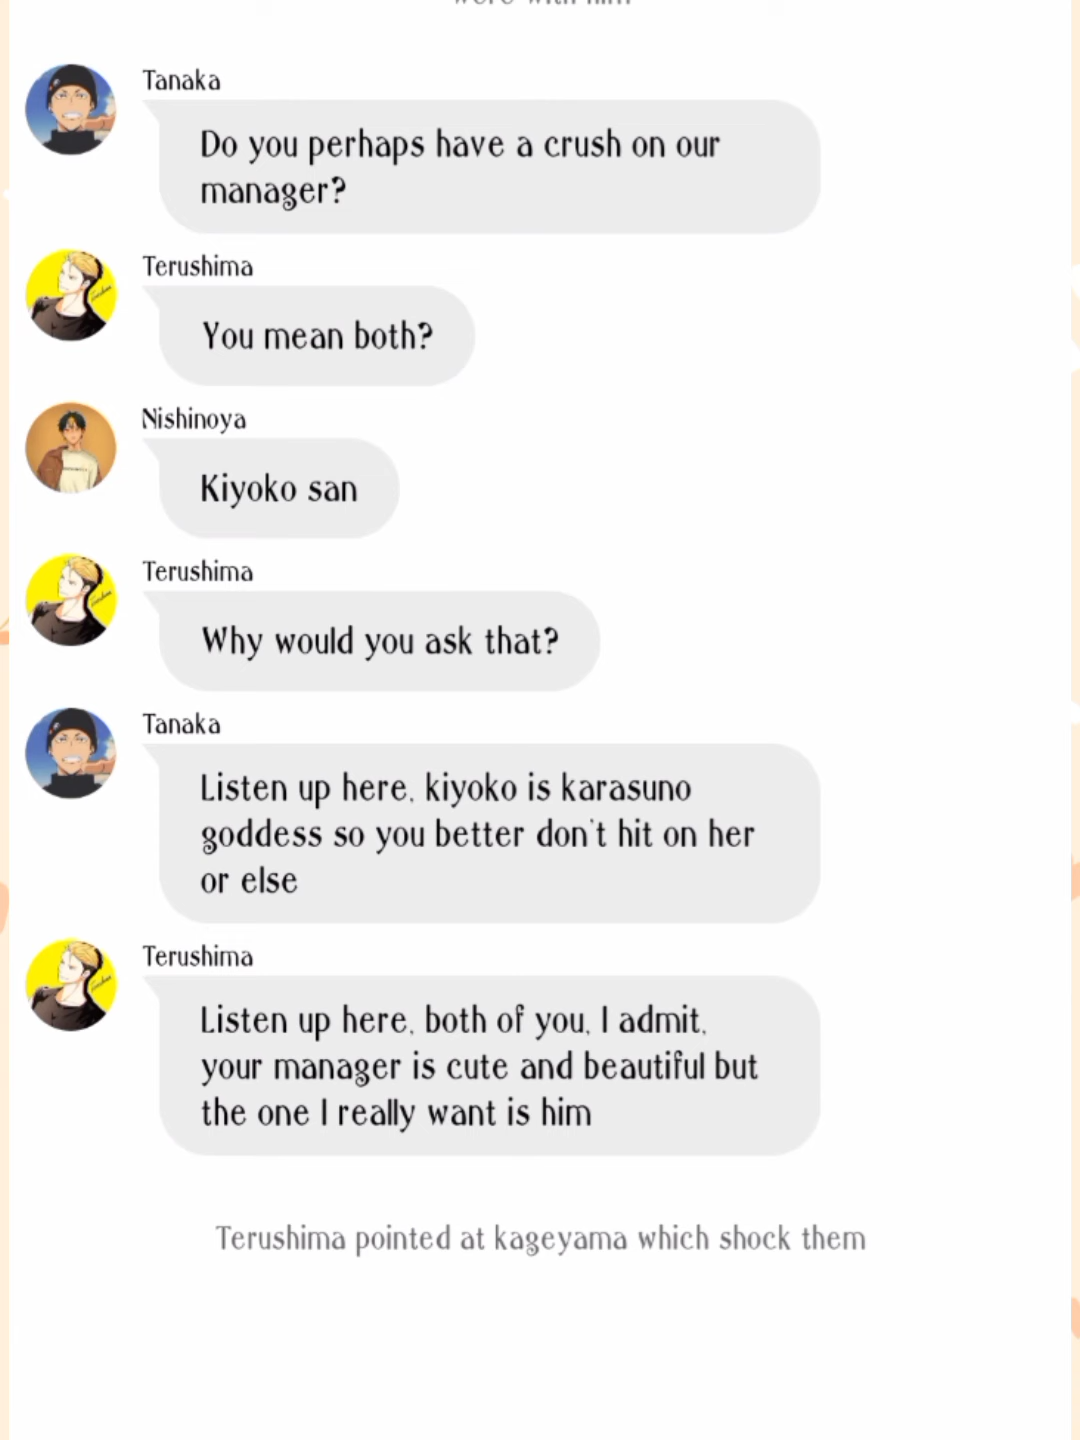 Tanaka
Do you perhaps have a crush on our
manager?
Terushima
You mean both?
Nishinoya
Kiyoko san
Terushima
Why would you ask that?
Tanaka
Listen up here, kiyoko is karasuno
goddess so you better don't hit on her
or else
Terushima
Listen up here, both of you, I admit,
your manager is cute and beautiful but
the one I really want is him
Terushima pointed at kageyama which shock them